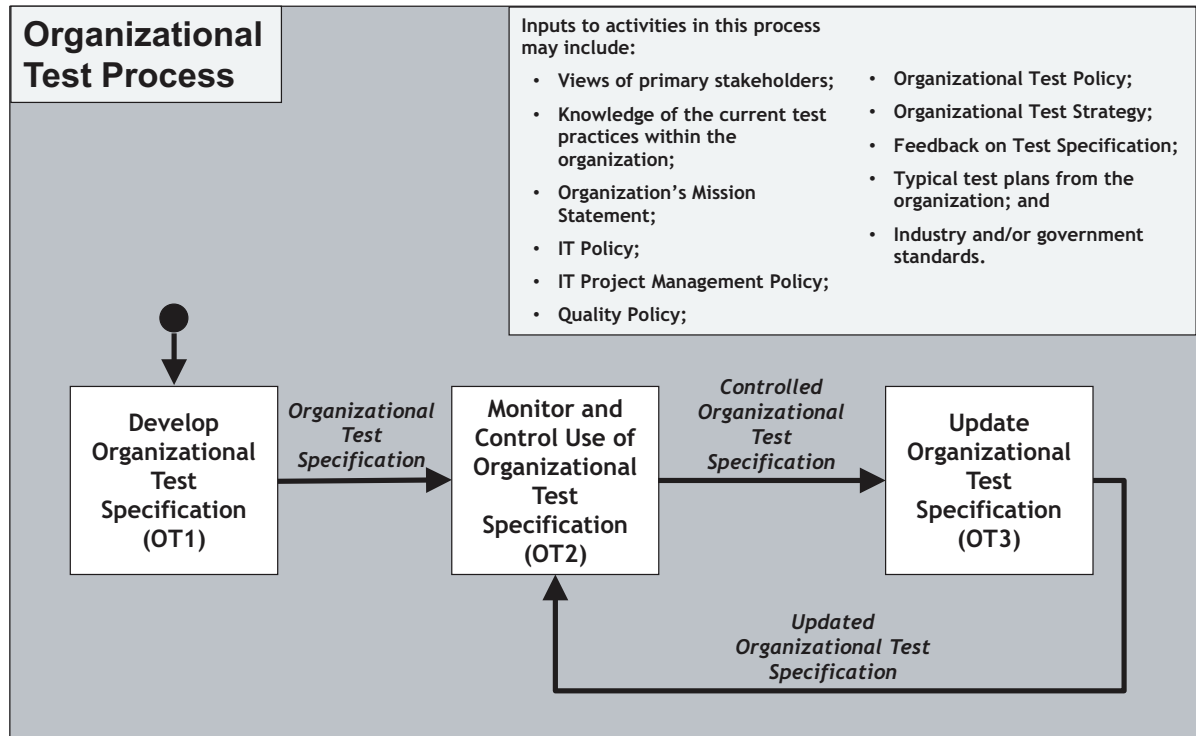 Organizational
Test Process
Inputs to activities in this process
may include:
• Views of primary stakeholders;
• Knowledge of the current test
practices within the
organization;
• Organization’s Mission
Statement;
• IT Policy;
• IT Project Management Policy;
• Quality Policy;
• Organizational Test Policy;
• Organizational Test Strategy;
• Feedback on Test Specification;
• Typical test plans from the
organization; and
• Industry and/or government
standards.
Develop
Organizational
Test
Specification
(OT1)
Organizational
Test
Specification
Monitor and
Control Use of
Organizational
Test
Specification
(OT2)
Controlled
Organizational
Test
Specification
Update
Organizational
Test
Specification
(OT3)
Updated
Organizational Test
Specification